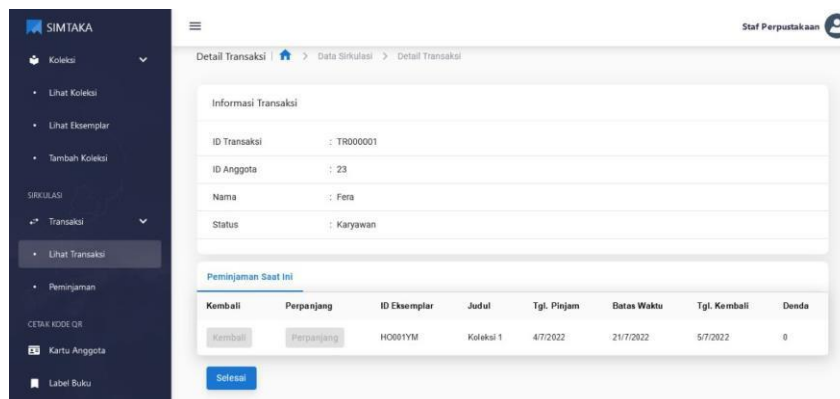 SIMTAKA
Staf Perpustakaan
Koleksi
Lihat Koleksi
Lihat Eksemplar
Tambah Koleksi
SIRKULASI
Transaksi
Lihat Transaksi
Peminjaman
CETAK KODE QR
Kartu Anggota
Label Buku
Detail Transaksi | > Data Sirkulasi > Detail Transaksi
Informasi Transaksi
ID Transaksi : TR000001
ID Anggota : 23
Nama : Fera
Status : Karyawan
Peminjaman Saat Ini
Kembali Perpanjang ID Eksemplar Judul Tgl. Pinjam Batas Waktu Tgl. Kembali Denda
Kembali Perpanjang HO001YM Koleksi 1 4/7/2022 21/7/2022 5/7/2022 0
Selesai